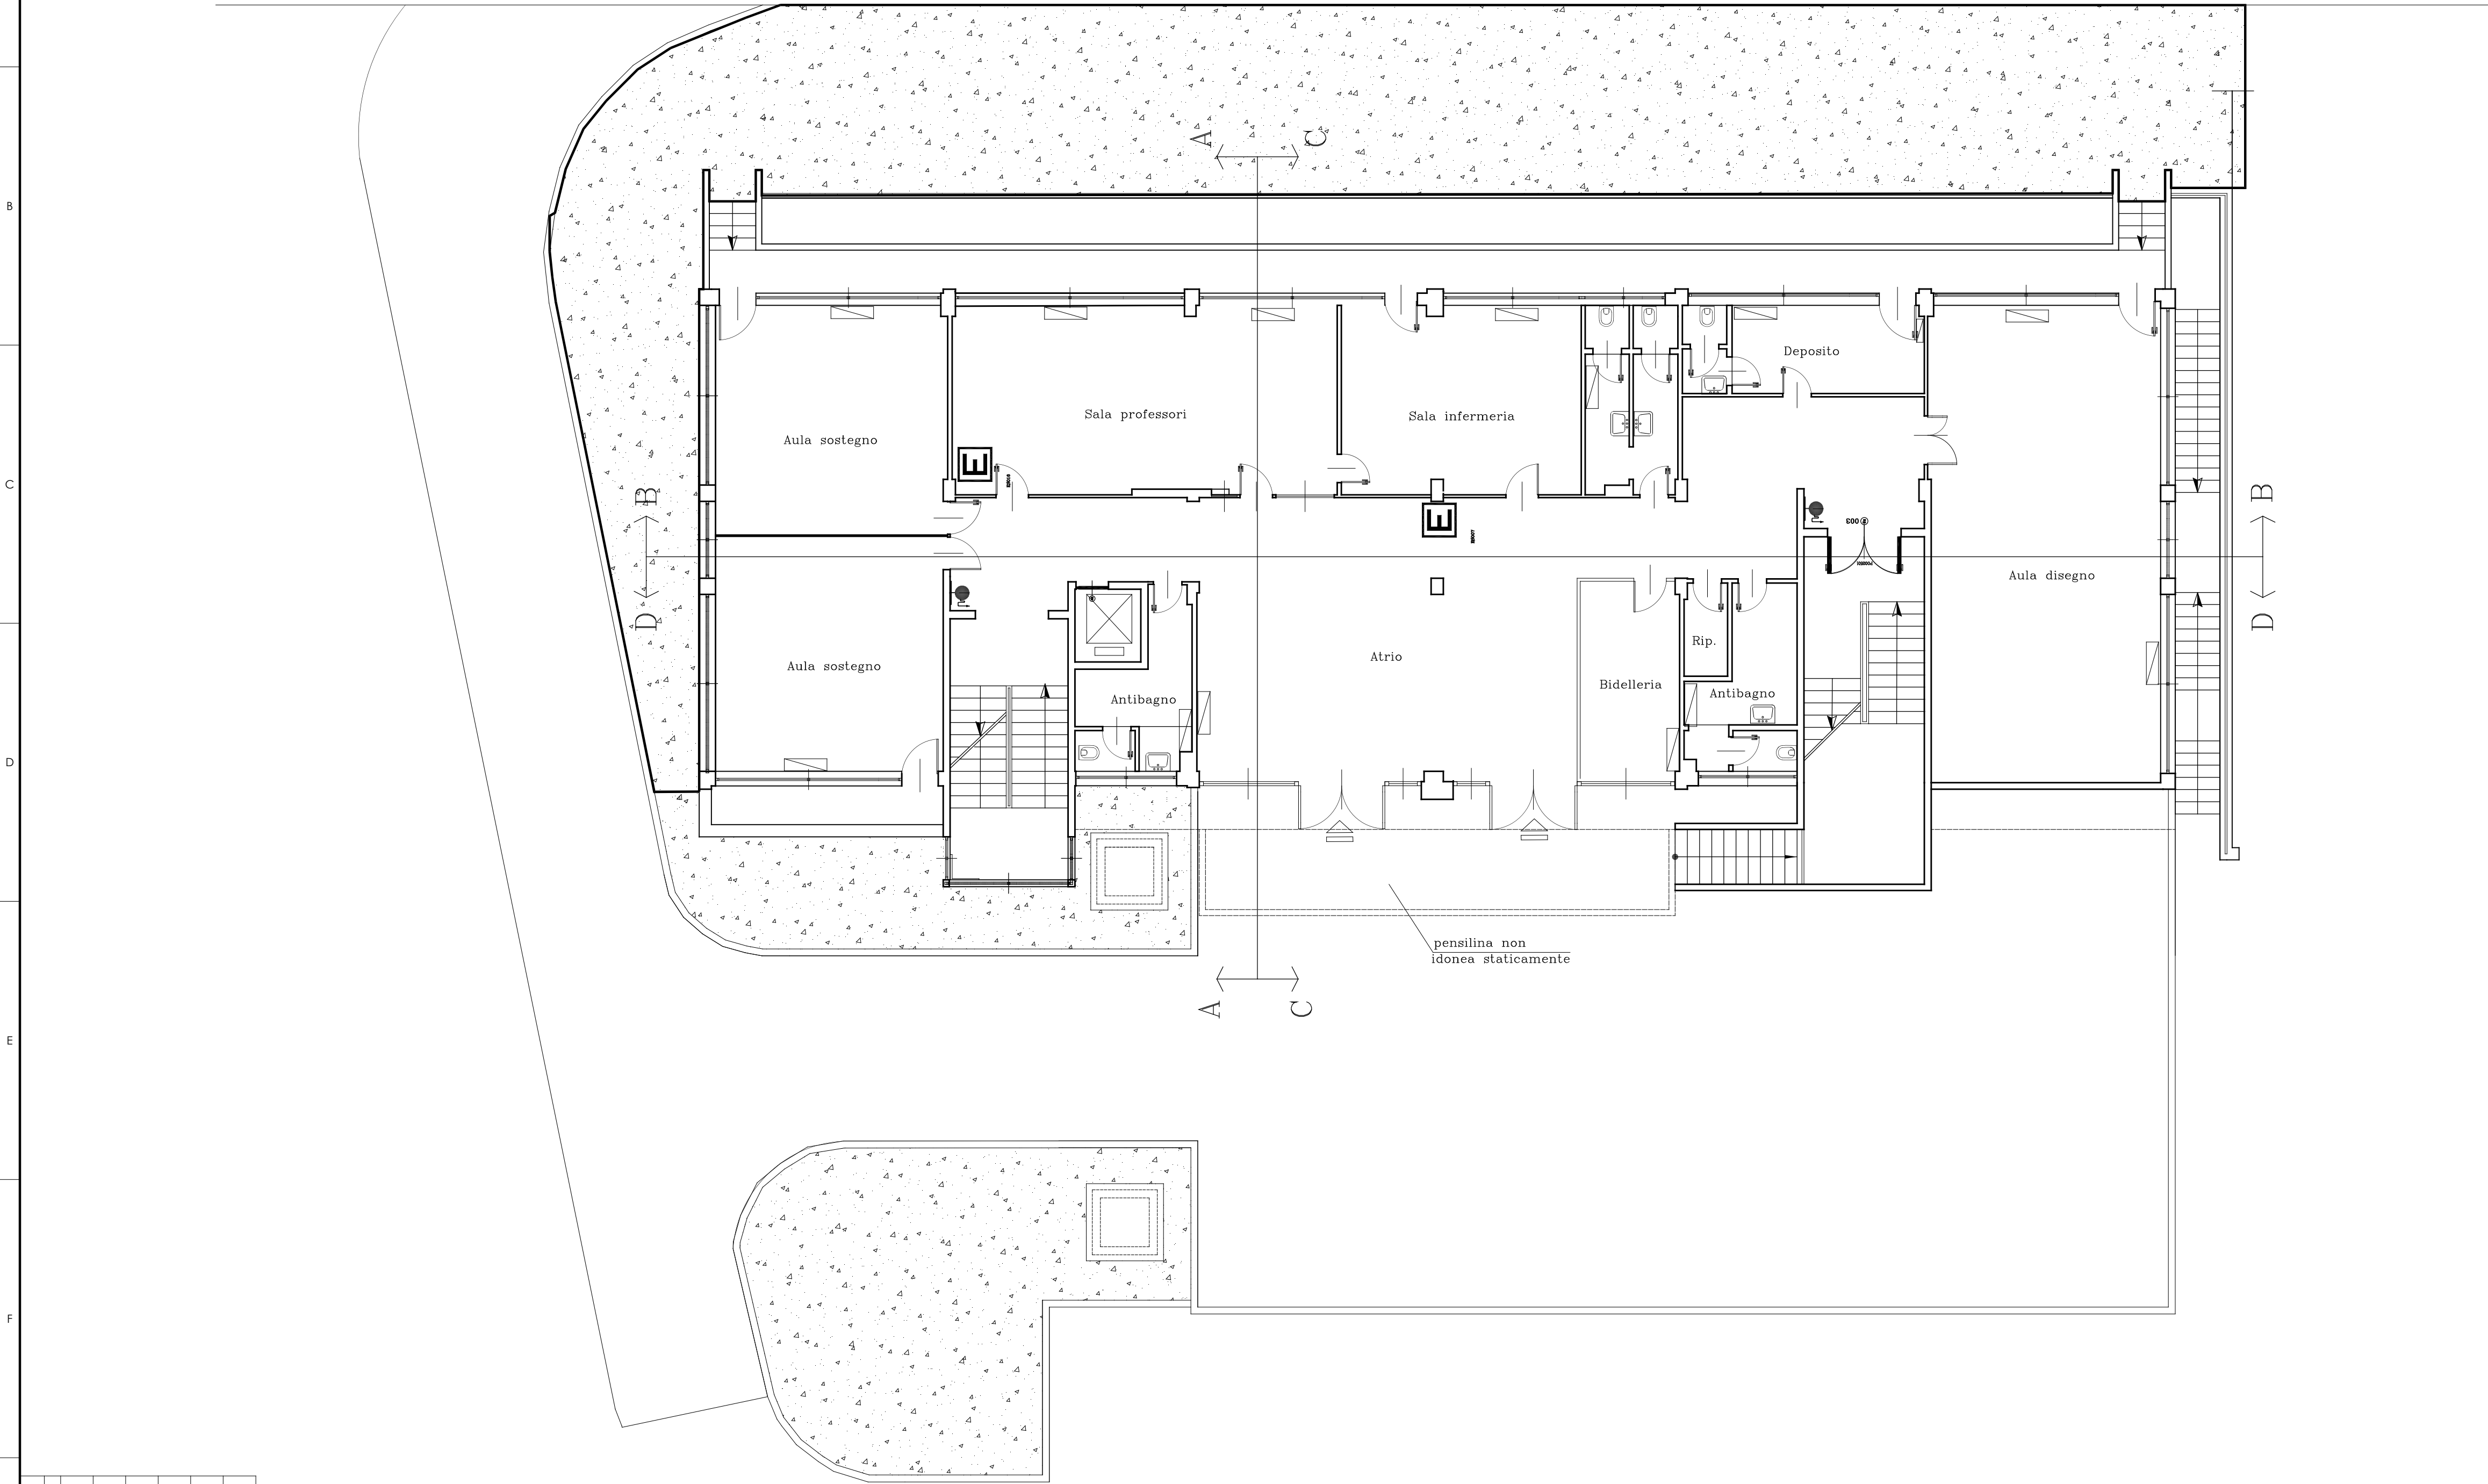 A C
B
Deposito
Sala professori
Sala infermeria
Aula sostegno
E
C
B
B
E
003
Aula disegno
D
D
Rip.
Atrio
Aula sostegno
Bidelleria
Antibagno
Antibagno
D
pensilina non
idonea staticamente
A C
E
F